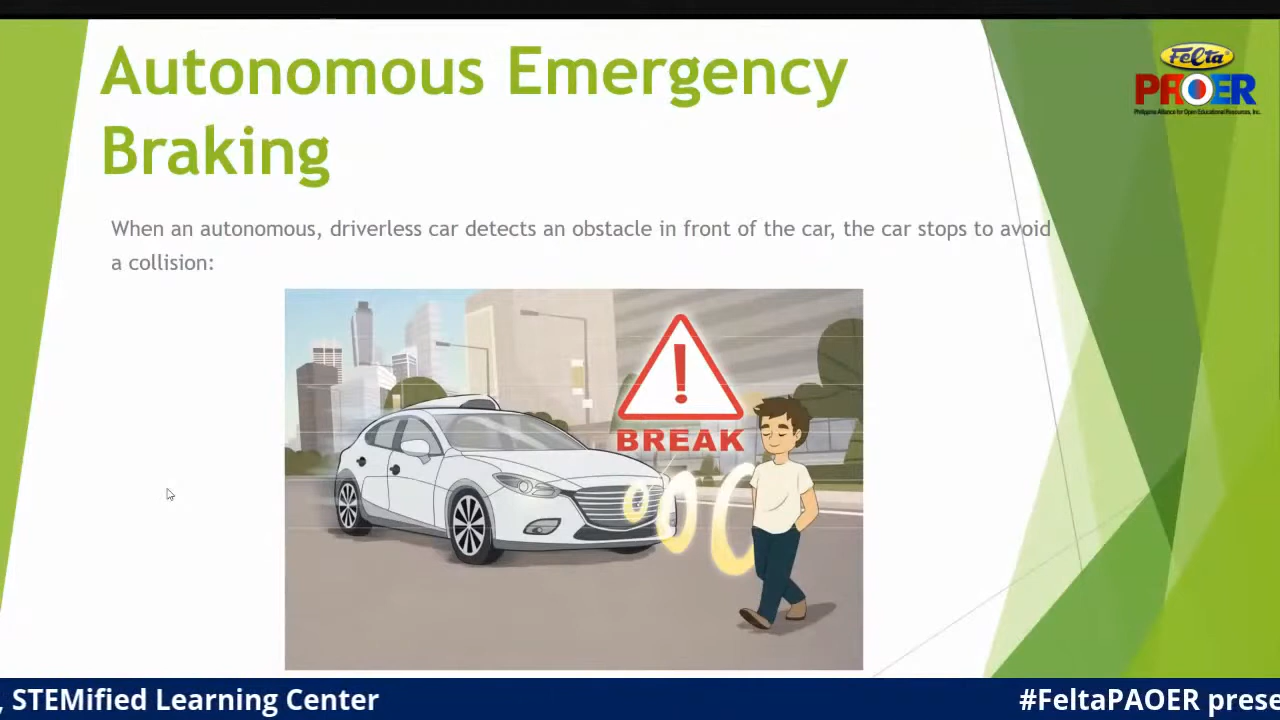 Autonomous Emergency
Braking
Felta
PAOER
Philippine Alliance for Open Educational Resources, Inc.
When an autonomous, driverless car detects an obstacle in front of the car, the car stops to avoid
a collision:
!
BREAK
, STEMified Learning Center
#FeltaPAOER prese